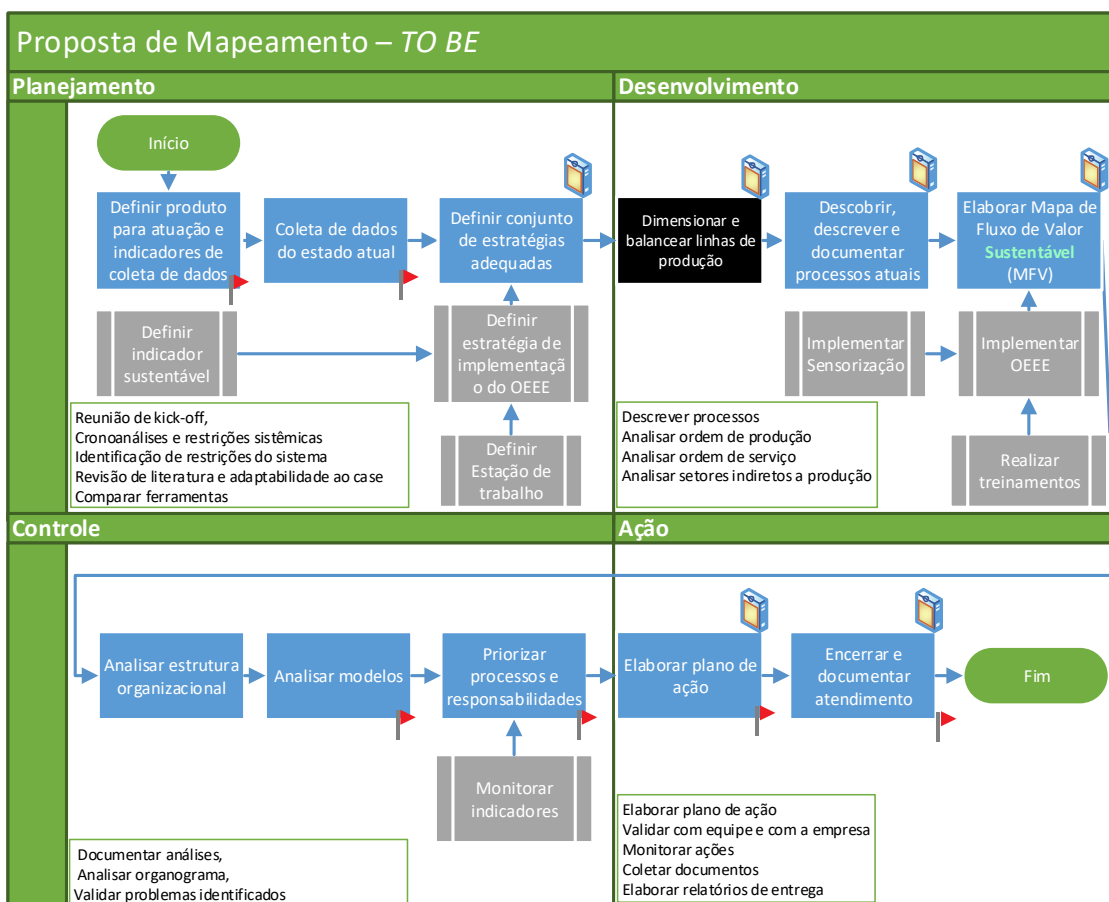 Proposta de Mapeamento – TO BE
Planejamento
Início
Definir produto
para atuação e
indicadores de
coleta de dados
Coleta de dados
do estado atual
Definir conjunto
de estratégias
adequadas
Definir
indicador
sustentável
Definir
estratégia de
implementaçã
o do OEEE
Definir
Estação de
trabalho
Reunião de kick-off,
Cronoanálises e restrições sistêmicas
Identificação de restrições do sistema
Revisão de literatura e adaptabilidade ao case
Comparar ferramentas
Desenvolvimento
Dimensionar e
balancear linhas de
produção
Descobrir,
descrever e
documentar
processos atuais
Elaborar Mapa de
Fluxo de Valor
Sustentável
(MFV)
Implementar
Sensorização
Implementar
OEEE
Realizar
treinamentos
Descrever processos
Analisar ordem de produção
Analisar ordem de serviço
Analisar setores indiretos a produção
Controle
Analisar estrutura
organizacional
Analisar modelos
Priorizar
processos e
responsabilidades
Monitorar
indicadores
Documentar análises,
Analisar organograma,
Validar problemas identificados
Ação
Elaborar plano de
ação
Encerrar e
documentar
atendimento
Fim
Elaborar plano de ação
Validar com equipe e com a empresa
Monitorar ações
Coletar documentos
Elaborar relatórios de entrega